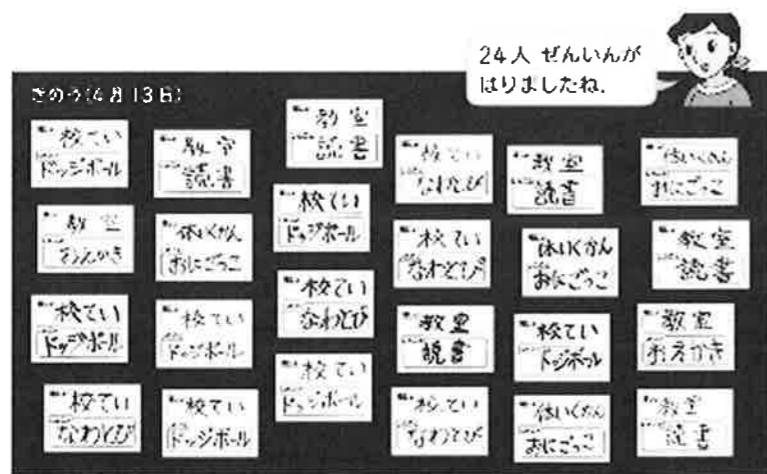 24人 ぜんいんが
はりましたね。
きのう(4月13日)
校てい
ドッジボール
教室
おえかき
校てい
ドッジボール
校てい
なわとび
教室
読書
体いくかん
おにごっこ
校てい
ドッジボール
校てい
ドッジボール
教室
読書
校てい
ドッジボール
校てい
なわとび
校てい
ドッジボール
校てい
なわとび
校てい
なわとび
教室
読書
校てい
なわとび
教室
読書
体いくかん
おにごっこ
校てい
ドッジボール
体いくかん
おにごっこ
体いくかん
おにごっこ
教室
読書
教室
おえかき
教室
読書